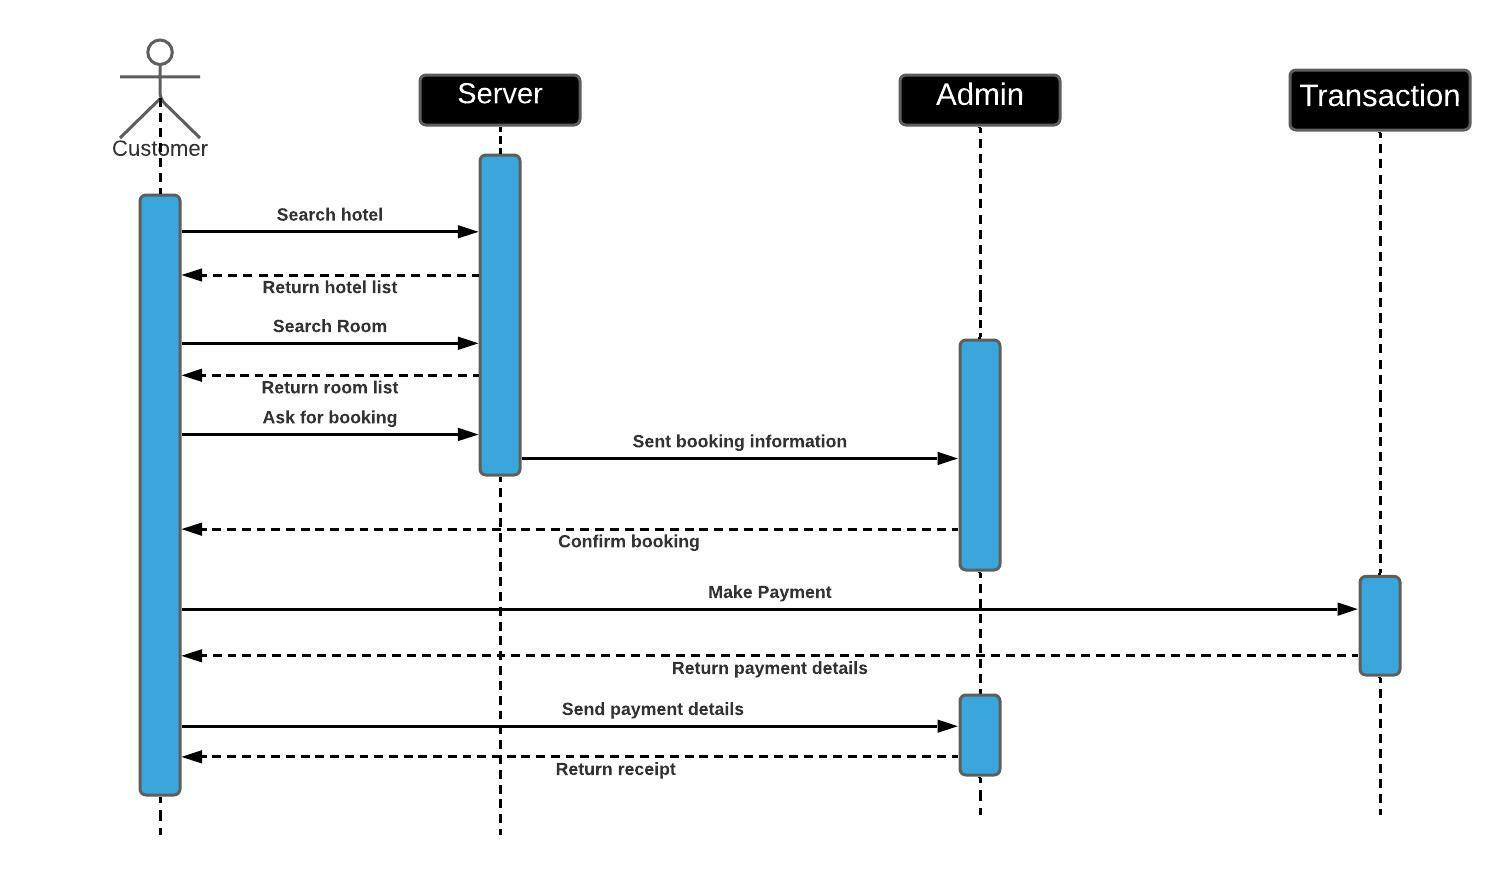 Server
Admin
Transaction
Customer
Search hotel
Return hotel list
Search Room
Return room list
Ask for booking
Sent booking information
Confirm booking
Make Payment
Return payment details
Send payment details
Return receipt